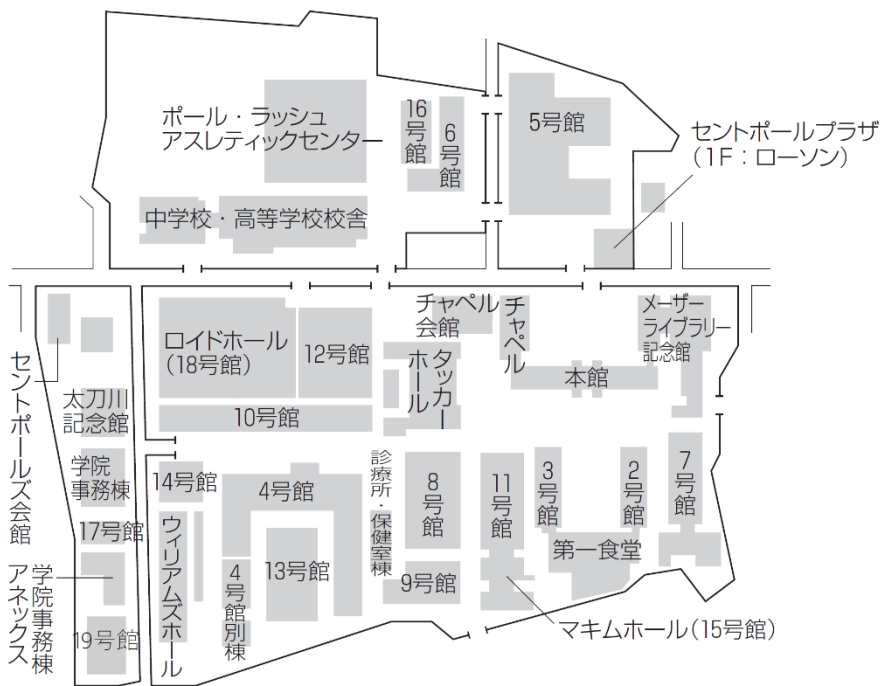 ポール・ラッシュ
アスレティックセンター
16号館
6号館
5号館
セントポールプラザ
(1F:ローソン)
中学校・高等学校校舎
ロイドホール
(18号館)
12号館
チャペル
会館
チャペル
メーザー
ライブラリー
記念館
タッカー
ホール
本館
10号館
セントポールズ会館
太刀川
記念館
学院
事務棟
17号館
学院事務棟
アネックス
19号館
14号館
4号館
診療所・保健室棟
8号館
11号館
3号館
2号館
7号館
ウィリアムズホール
4号館別棟
13号館
9号館
第一食堂
マキムホール(15号館)